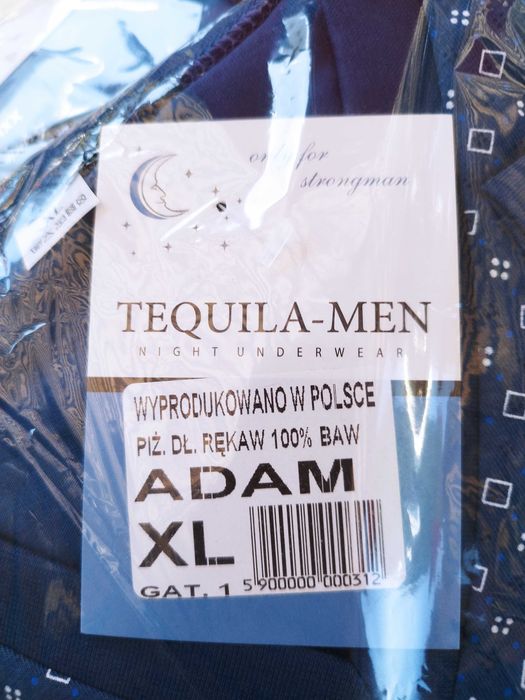 only for
strongman
TEQUILA-MEN
NIGHT UNDERWEAR
WYPRODUKOWANO W POLSCE
PIŻ. DŁ. RĘKAW 100% BAW
ADAM
XL
GAT. 1
5 900000 000312